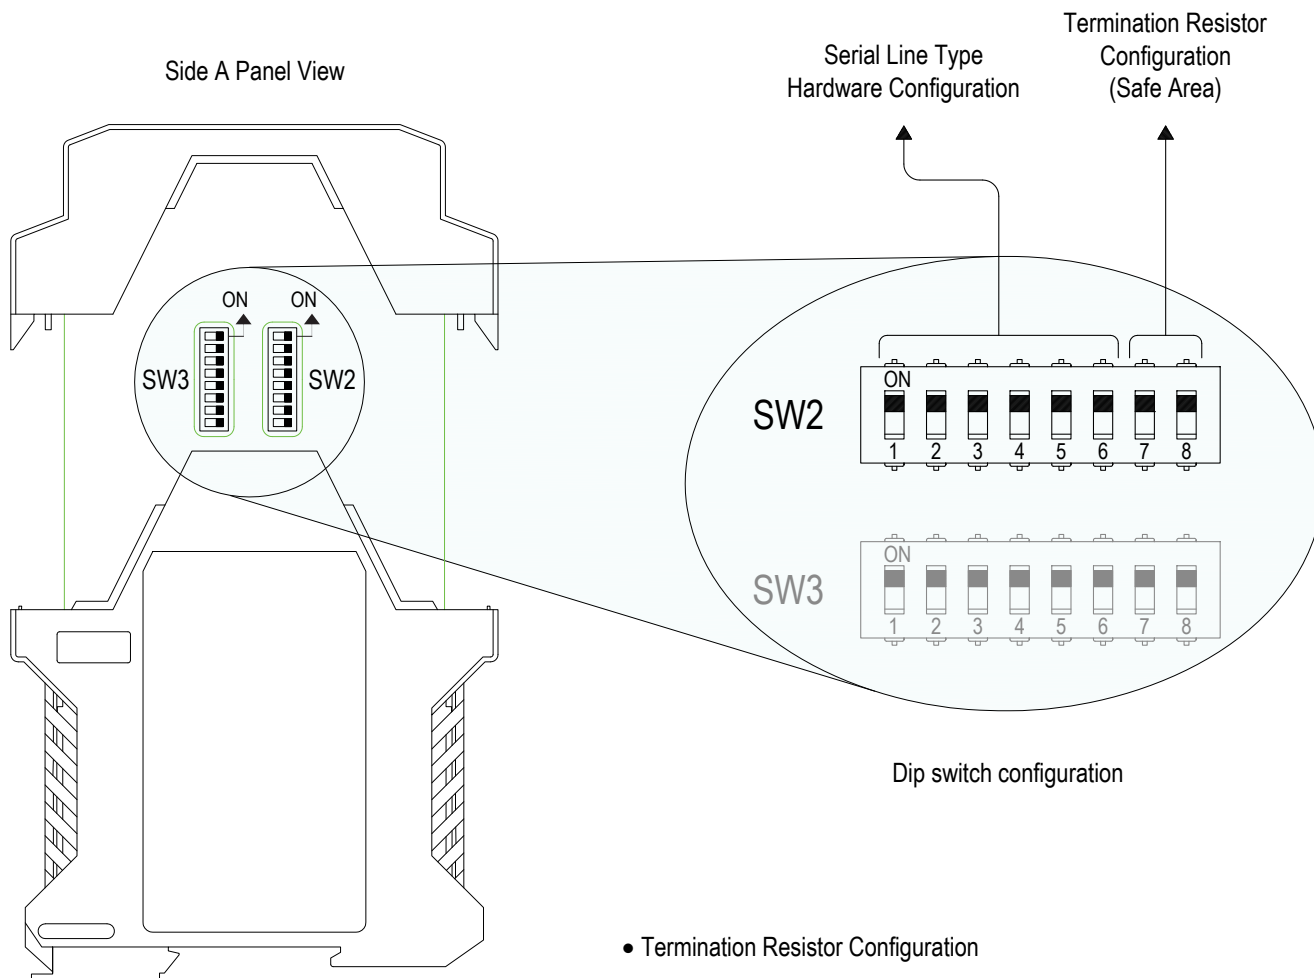 Side A Panel View
Serial Line Type
Hardware Configuration
Termination Resistor
Configuration
(Safe Area)
ON ON
SW3 SW2
SW2
ON
1 2 3 4 5 6 7 8
SW3
ON
1 2 3 4 5 6 7 8
Dip switch configuration
• Termination Resistor Configuration